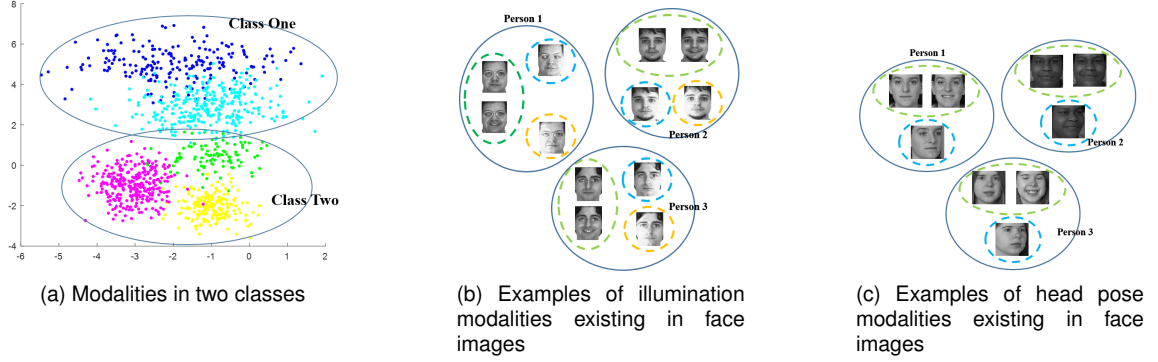 Class One
Class Two
8
6
4
2
0
-2
-4
-6
-5
-4
-3
-2
-1
0
1
2
(a) Modalities in two classes
Person 1
Person 2
Person 3
(b) Examples of illumination
modalities existing in face
images
Person 1
Person 2
Person 3
(c) Examples of head pose
modalities existing in face
images